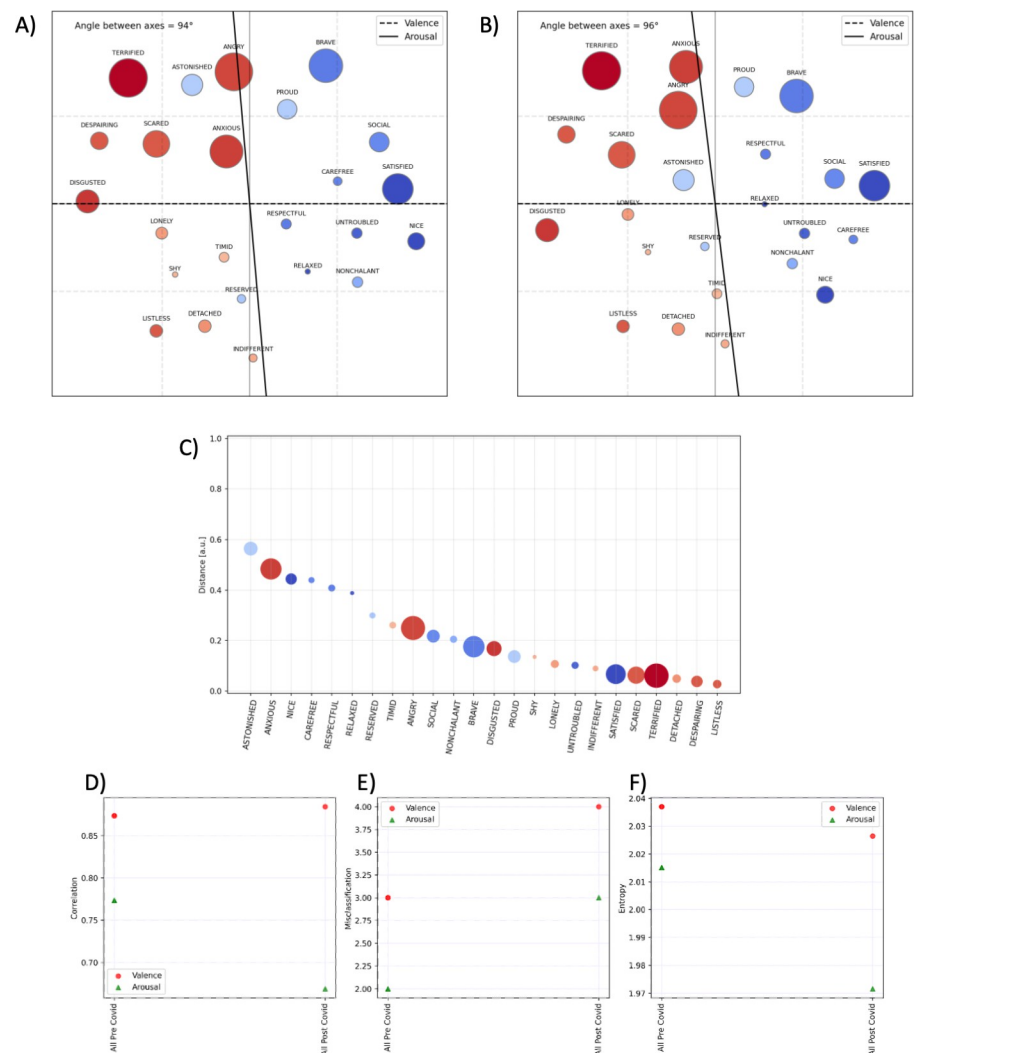 A)
Angle between axes = 94°
Valence
Arousal
TERRIFIED
ASTONISHED
ANGRY
BRAVE
PROUD
DESPAIRING
SCARED
ANXIOUS
SOCIAL
CAREFREE
SATISFIED
DISGUSTED
LONELY
RESPECTFUL
UNTROUBLED
NICE
TIMID
SHY
RELAXED
NONCHALANT
RESERVED
LISTLESS
DETACHED
INDIFFERENT
B)
Angle between axes = 96°
Valence
Arousal
TERRIFIED
ANXIOUS
PROUD
BRAVE
ANGRY
DESPAIRING
SCARED
RESPECTFUL
ASTONISHED
SOCIAL
SATISFIED
RELAXED
LONELY
DISGUSTED
UNTROUBLED
CAREFREE
RESERVED
SHY
NONCHALANT
TIMID
NICE
LISTLESS
DETACHED
INDIFFERENT
C)
1.0
0.8
0.6
0.4
0.2
0.0
Distance [a.u.]
ASTONISHED
ANXIOUS
NICE
CAREFREE
RESPECTFUL
RELAXED
RESERVED
TIMID
ANGRY
SOCIAL
NONCHALANT
BRAVE
DISGUSTED
PROUD
SHY
LONELY
UNTROUBLED
INDIFFERENT
SATISFIED
SCARED
TERRIFIED
DETACHED
DESPAIRING
LISTLESS
D)
0.85
0.80
0.75
0.70
Correlation
Valence
Arousal
All Pre Covid
All Post Covid
E)
4.00
3.75
3.50
3.25
3.00
2.75
2.50
2.25
2.00
Misclassification
Valence
Arousal
All Pre Covid
All Post Covid
F)
2.04
2.03
2.02
2.01
2.00
1.99
1.98
1.97
Entropy
Valence
Arousal
All Pre Covid
All Post Covid